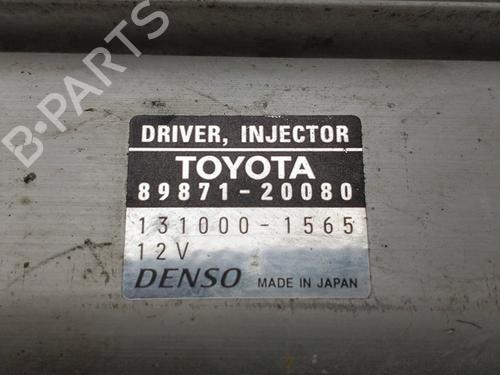 B-PARTS
DRIVER, INJECTOR
TOYOTA
89871-20080
131000-1565
12V
DENSO MADE IN JAPAN